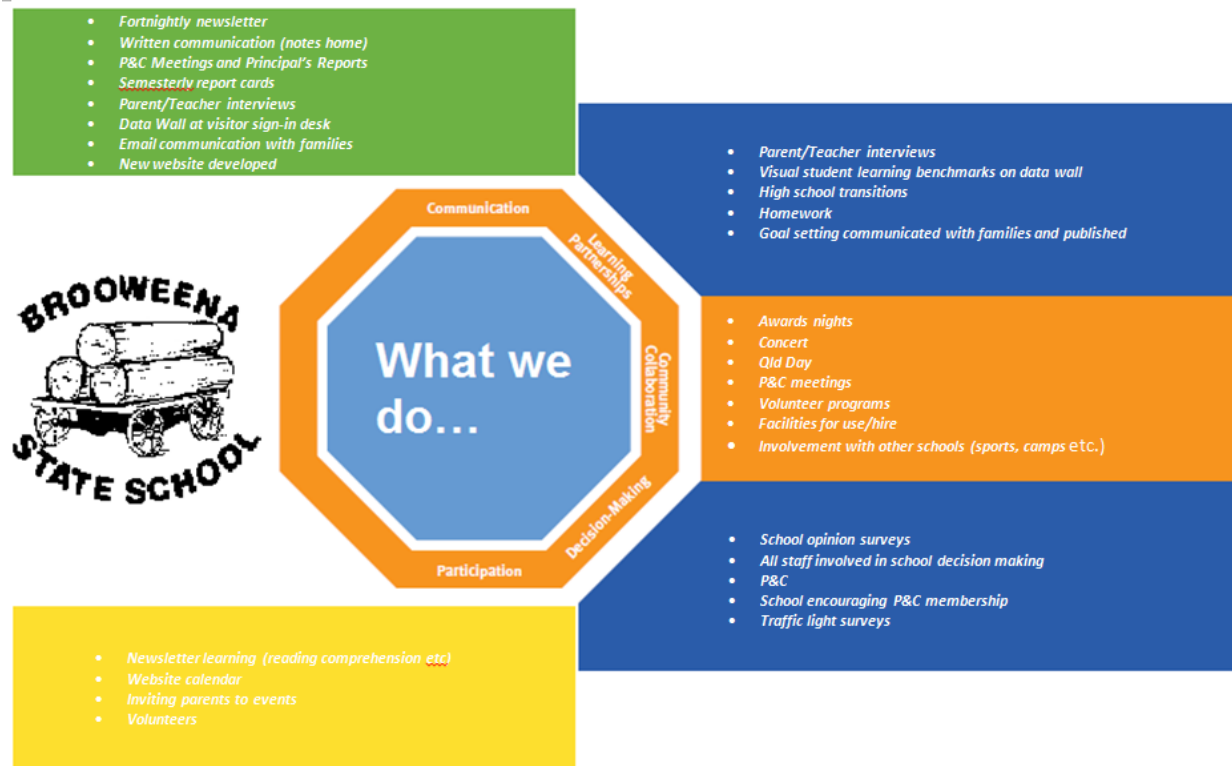 • Fortnightly newsletter
• Written communication (notes home)
• P&C Meetings and Principal's Reports
• Semesterly report cards
• Parent/Teacher interviews
• Data Wall at visitor sign-in desk
• Email communication with families
• New website developed
• Parent/Teacher interviews
• Visual student learning benchmarks on data wall
• High school transitions
• Homework
• Goal setting communicated with families and published
Communication
Learning
Partnerships
Community
Collaboration
Decision-Making
Participation
What we
do...
BROOWEENA
STATE SCHOOL
• Awards nights
• Concert
• Qld Day
• P&C meetings
• Volunteer programs
• Facilities for use/hire
• Involvement with other schools (sports, camps etc.)
• School opinion surveys
• All staff involved in school decision making
• P&C
• School encouraging P&C membership
• Traffic light surveys
• Newsletter learning (reading comprehension etc)
• Website calendar
• Inviting parents to events
• Volunteers